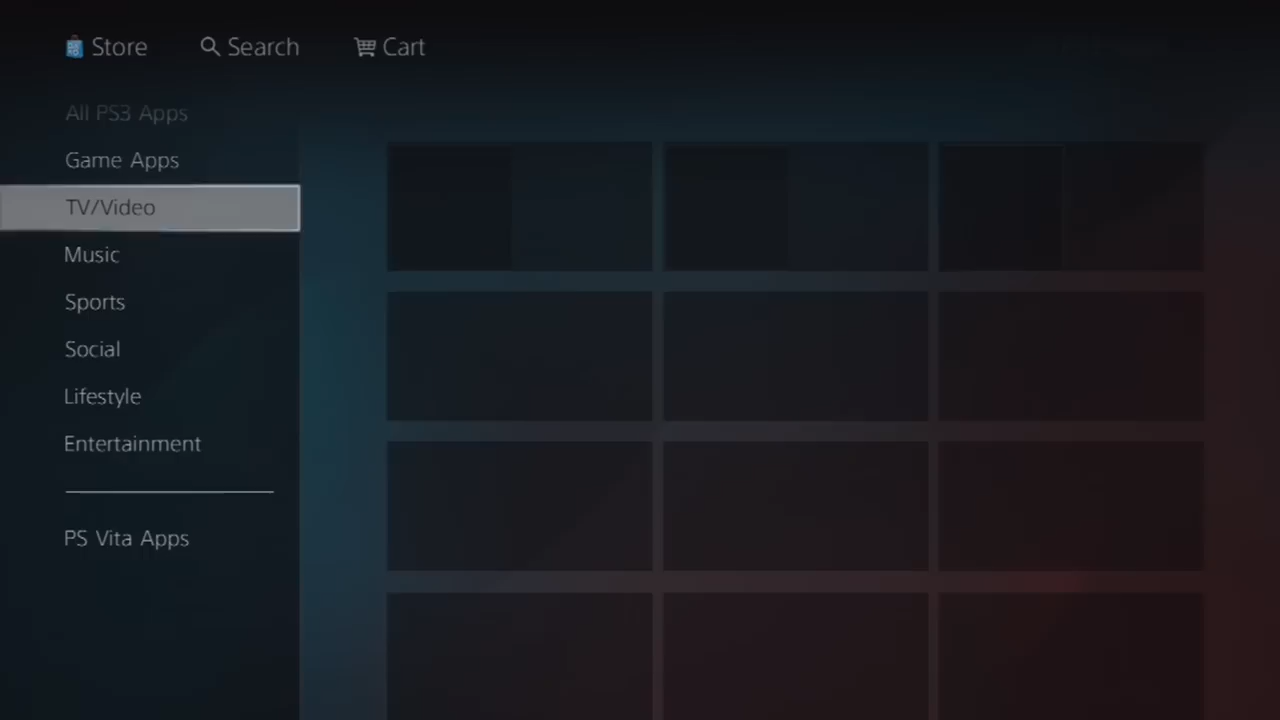 Store Search Cart
All PS3 Apps
Game Apps
TV/Video
Music
Sports
Social
Lifestyle
Entertainment
PS Vita Apps